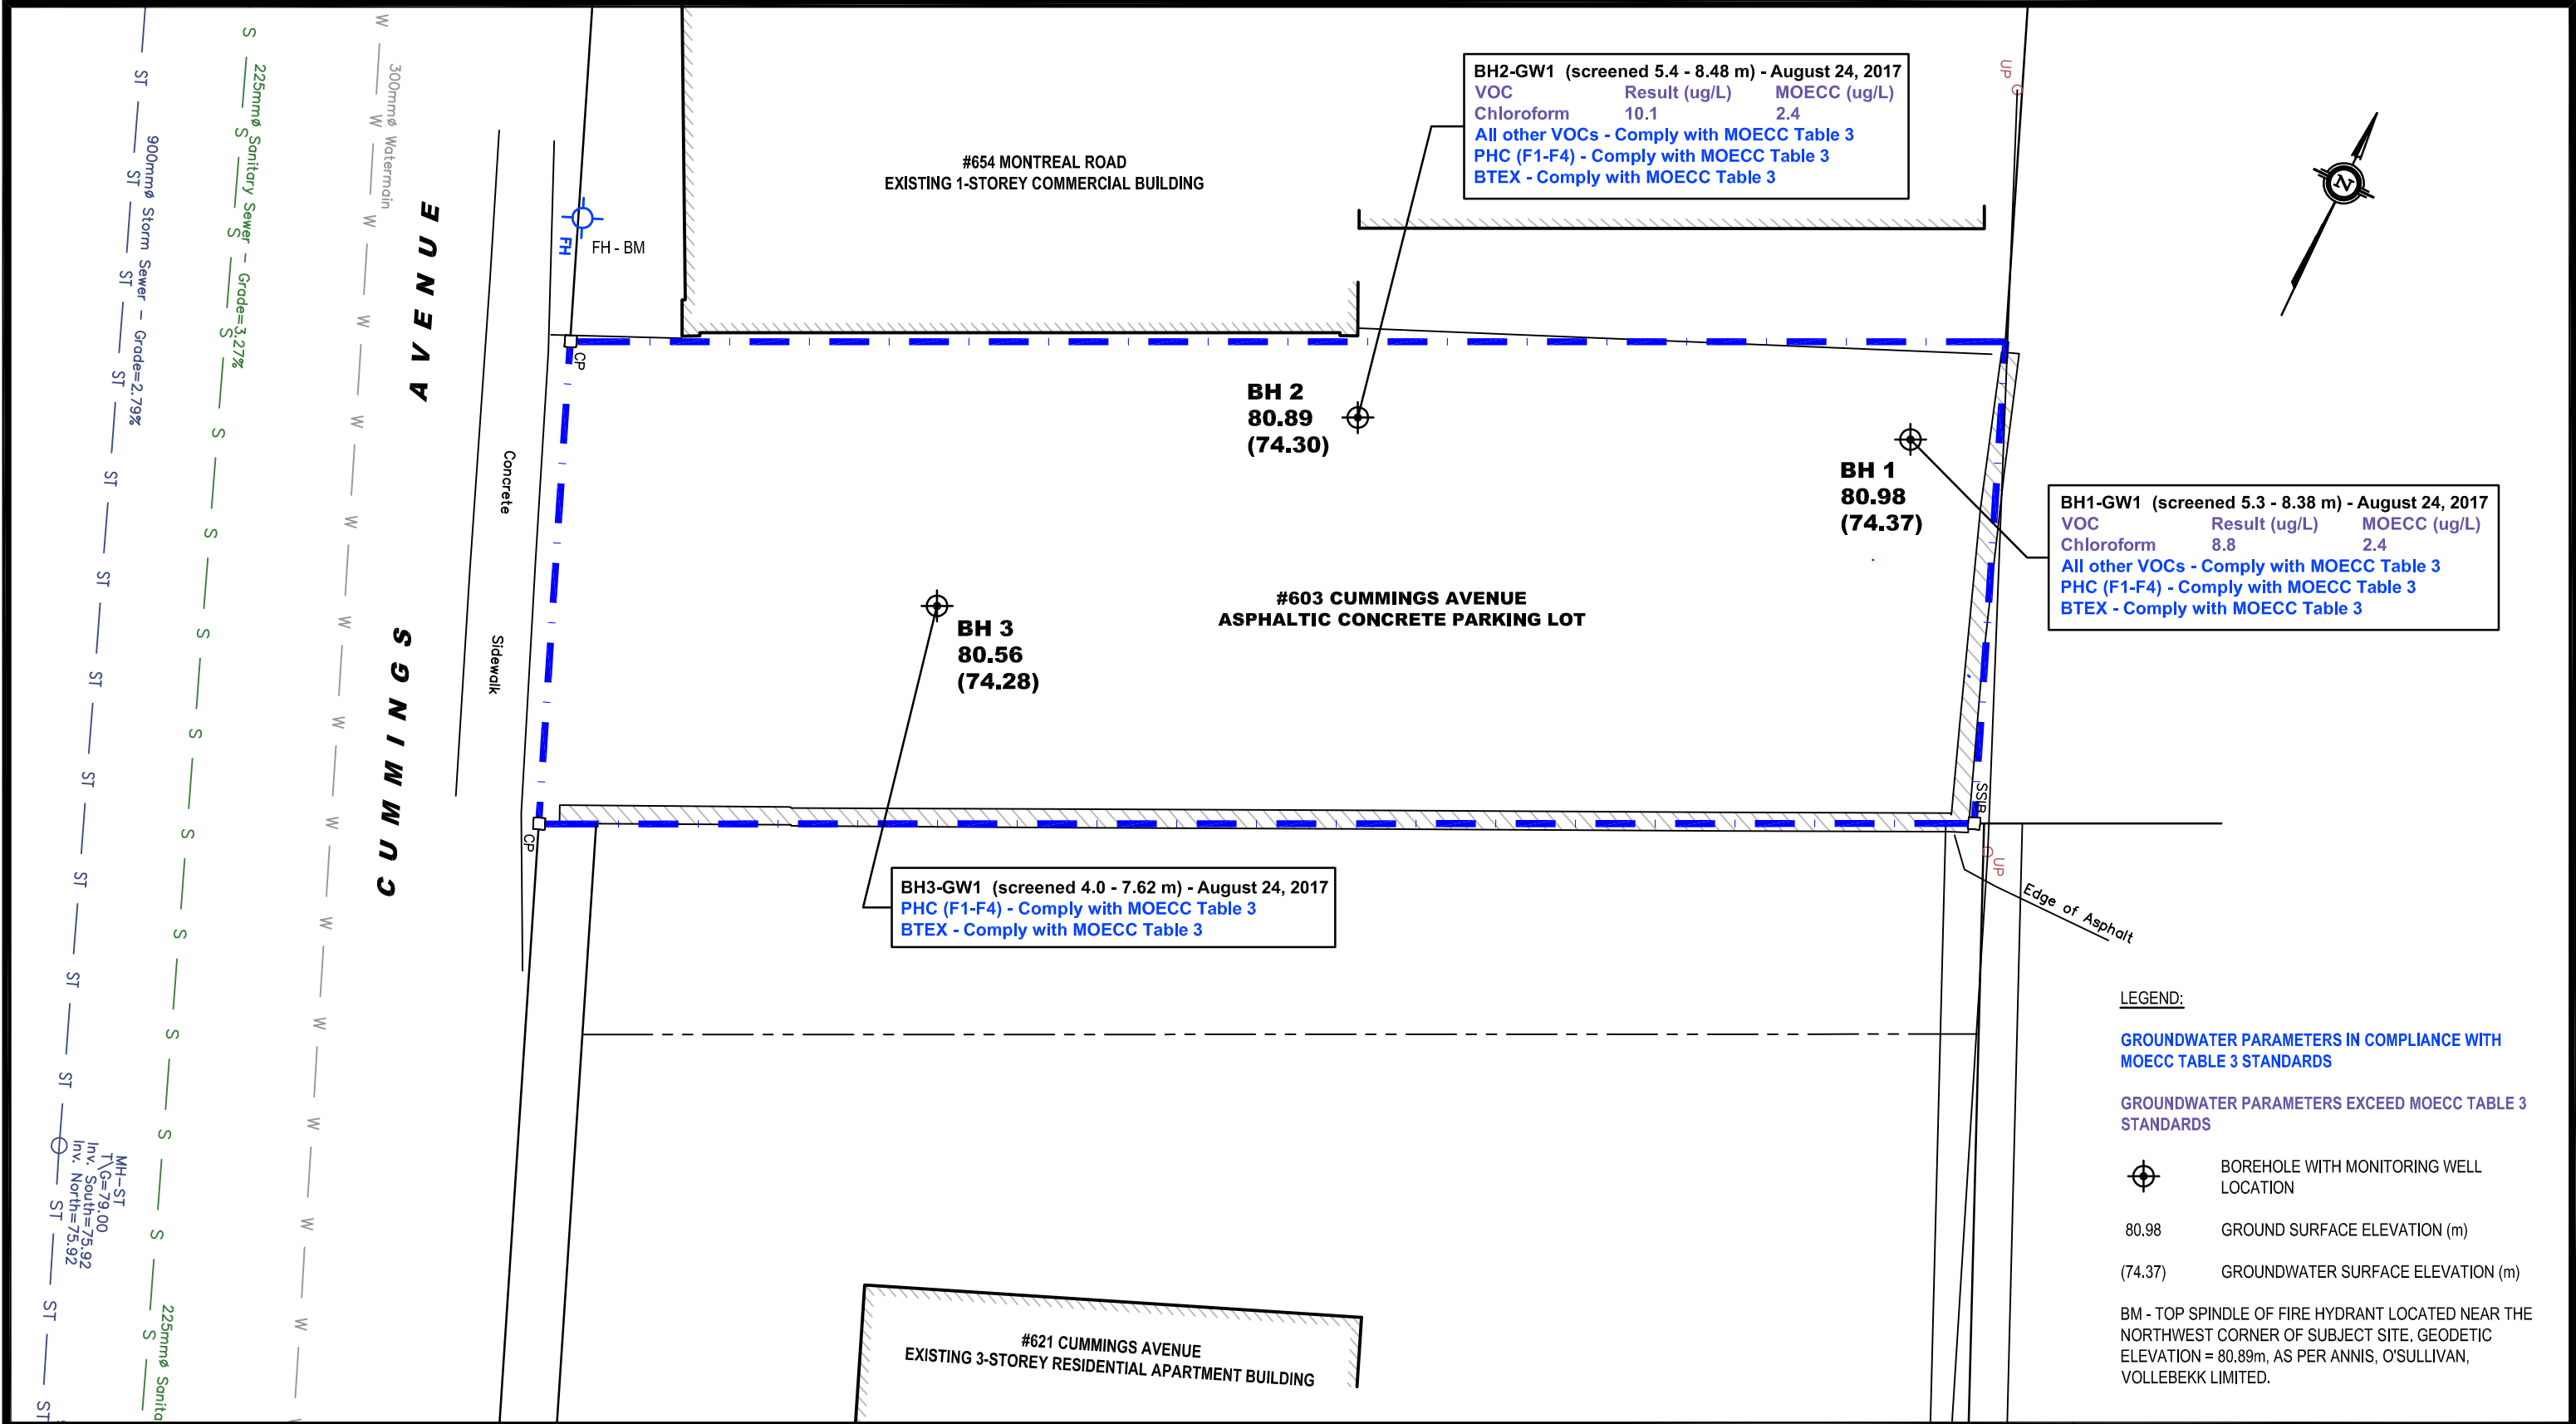 BH2-GW1 (screened 5.4 - 8.48 m) - August 24, 2017
VOC Result (ug/L) MOECC (ug/L)
Chloroform 10.1 2.4
All other VOCs - Comply with MOECC Table 3
PHC (F1-F4) - Comply with MOECC Table 3
BTEX - Comply with MOECC Table 3
UP
N
#654 MONTREAL ROAD
EXISTING 1-STOREY COMMERCIAL BUILDING
FH
FH - BM
300mmø Watermain
225mmø Sanitary Sewer - Grade=3.27%
900mmø Storm Sewer - Grade=2.79%
CUMMINGS AVENUE
Concrete
Sidewalk
CP
BH 2
80.89
(74.30)
BH 1
80.98
(74.37)
BH1-GW1 (screened 5.3 - 8.38 m) - August 24, 2017
VOC Result (ug/L) MOECC (ug/L)
Chloroform 8.8 2.4
All other VOCs - Comply with MOECC Table 3
PHC (F1-F4) - Comply with MOECC Table 3
BTEX - Comply with MOECC Table 3
#603 CUMMINGS AVENUE
ASPHALTIC CONCRETE PARKING LOT
BH 3
80.56
(74.28)
SSIB
CP
UP
Edge of Asphalt
BH3-GW1 (screened 4.0 - 7.62 m) - August 24, 2017
PHC (F1-F4) - Comply with MOECC Table 3
BTEX - Comply with MOECC Table 3
MH-ST
T\G=79.00
Inv. South=75.92
Inv. North=75.92
225mmø Sanita
#621 CUMMINGS AVENUE
EXISTING 3-STOREY RESIDENTIAL APARTMENT BUILDING
LEGEND:
GROUNDWATER PARAMETERS IN COMPLIANCE WITH
MOECC TABLE 3 STANDARDS
GROUNDWATER PARAMETERS EXCEED MOECC TABLE 3
STANDARDS
BOREHOLE WITH MONITORING WELL
LOCATION
80.98 GROUND SURFACE ELEVATION (m)
(74.37) GROUNDWATER SURFACE ELEVATION (m)
BM - TOP SPINDLE OF FIRE HYDRANT LOCATED NEAR THE
NORTHWEST CORNER OF SUBJECT SITE. GEODETIC
ELEVATION = 80.89m, AS PER ANNIS, O'SULLIVAN,
VOLLEBEKK LIMITED.